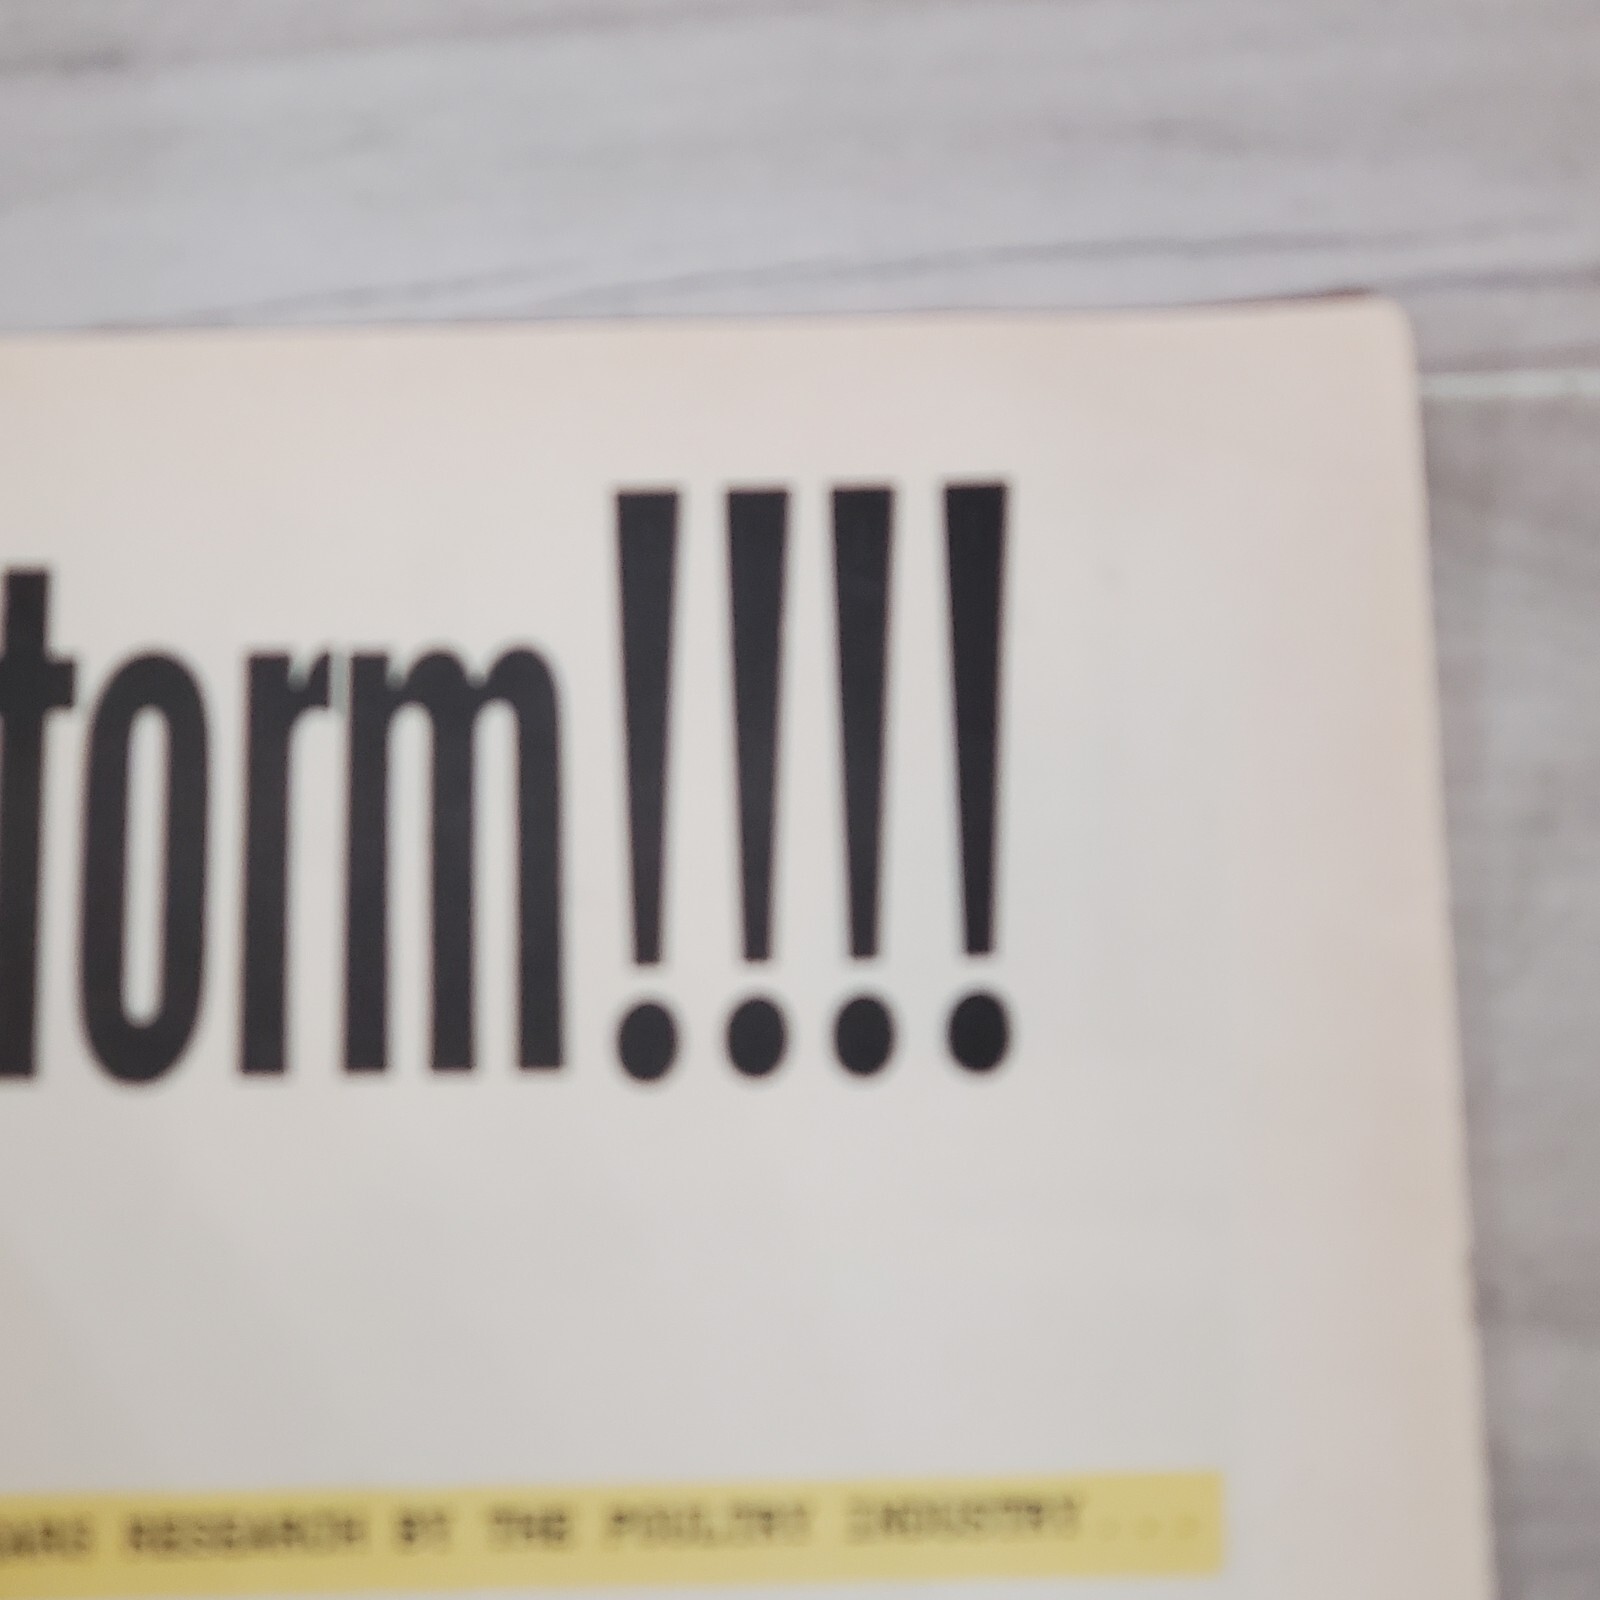 torm!!!!
RESEARCH BY THE POULTRY INDUSTRY...